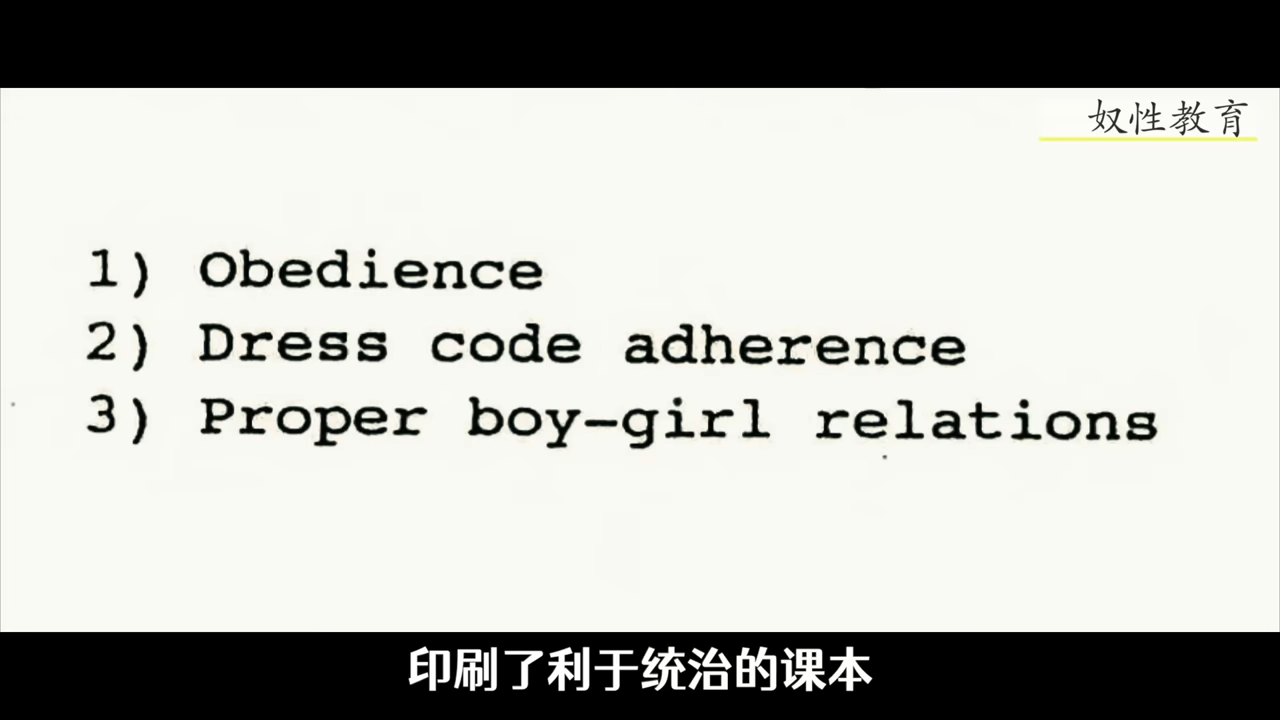 奴性教育
1) Obedience
2) Dress code adherence
3) Proper boy-girl relations
印刷了利于统治的课本